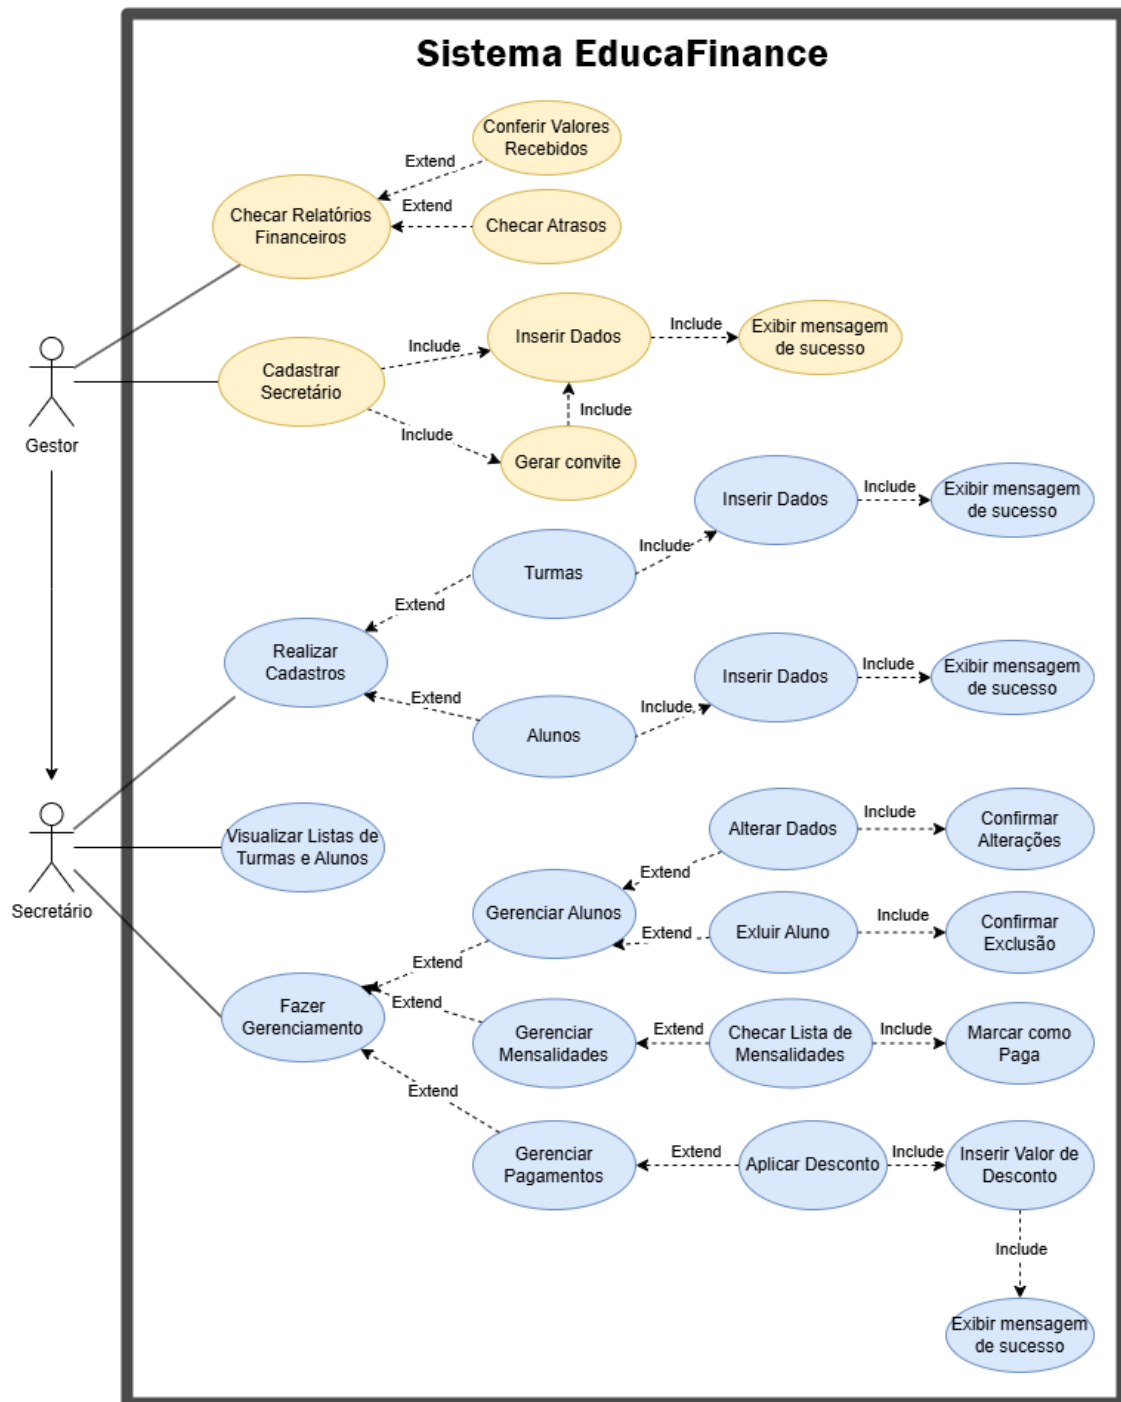 Sistema EducaFinance
Conferir Valores
Recebidos
Extend
Checar Relatórios
Financeiros
Extend
Checar Atrasos
Gestor
Cadastrar
Secretário
Include
Inserir Dados
Include
Exibir mensagem
de sucesso
Include
Include
Gerar convite
Realizar
Cadastros
Extend
Turmas
Include
Inserir Dados
Include
Exibir mensagem
de sucesso
Extend
Alunos
Include
Inserir Dados
Include
Exibir mensagem
de sucesso
Secretário
Visualizar Listas de
Turmas e Alunos
Fazer
Gerenciamento
Extend
Gerenciar Alunos
Extend
Alterar Dados
Include
Confirmar
Alterações
Extend
Exluir Aluno
Include
Confirmar
Exclusão
Extend
Gerenciar
Mensalidades
Extend
Checar Lista de
Mensalidades
Include
Marcar como
Paga
Extend
Gerenciar
Pagamentos
Extend
Aplicar Desconto
Include
Inserir Valor de
Desconto
Include
Exibir mensagem
de sucesso